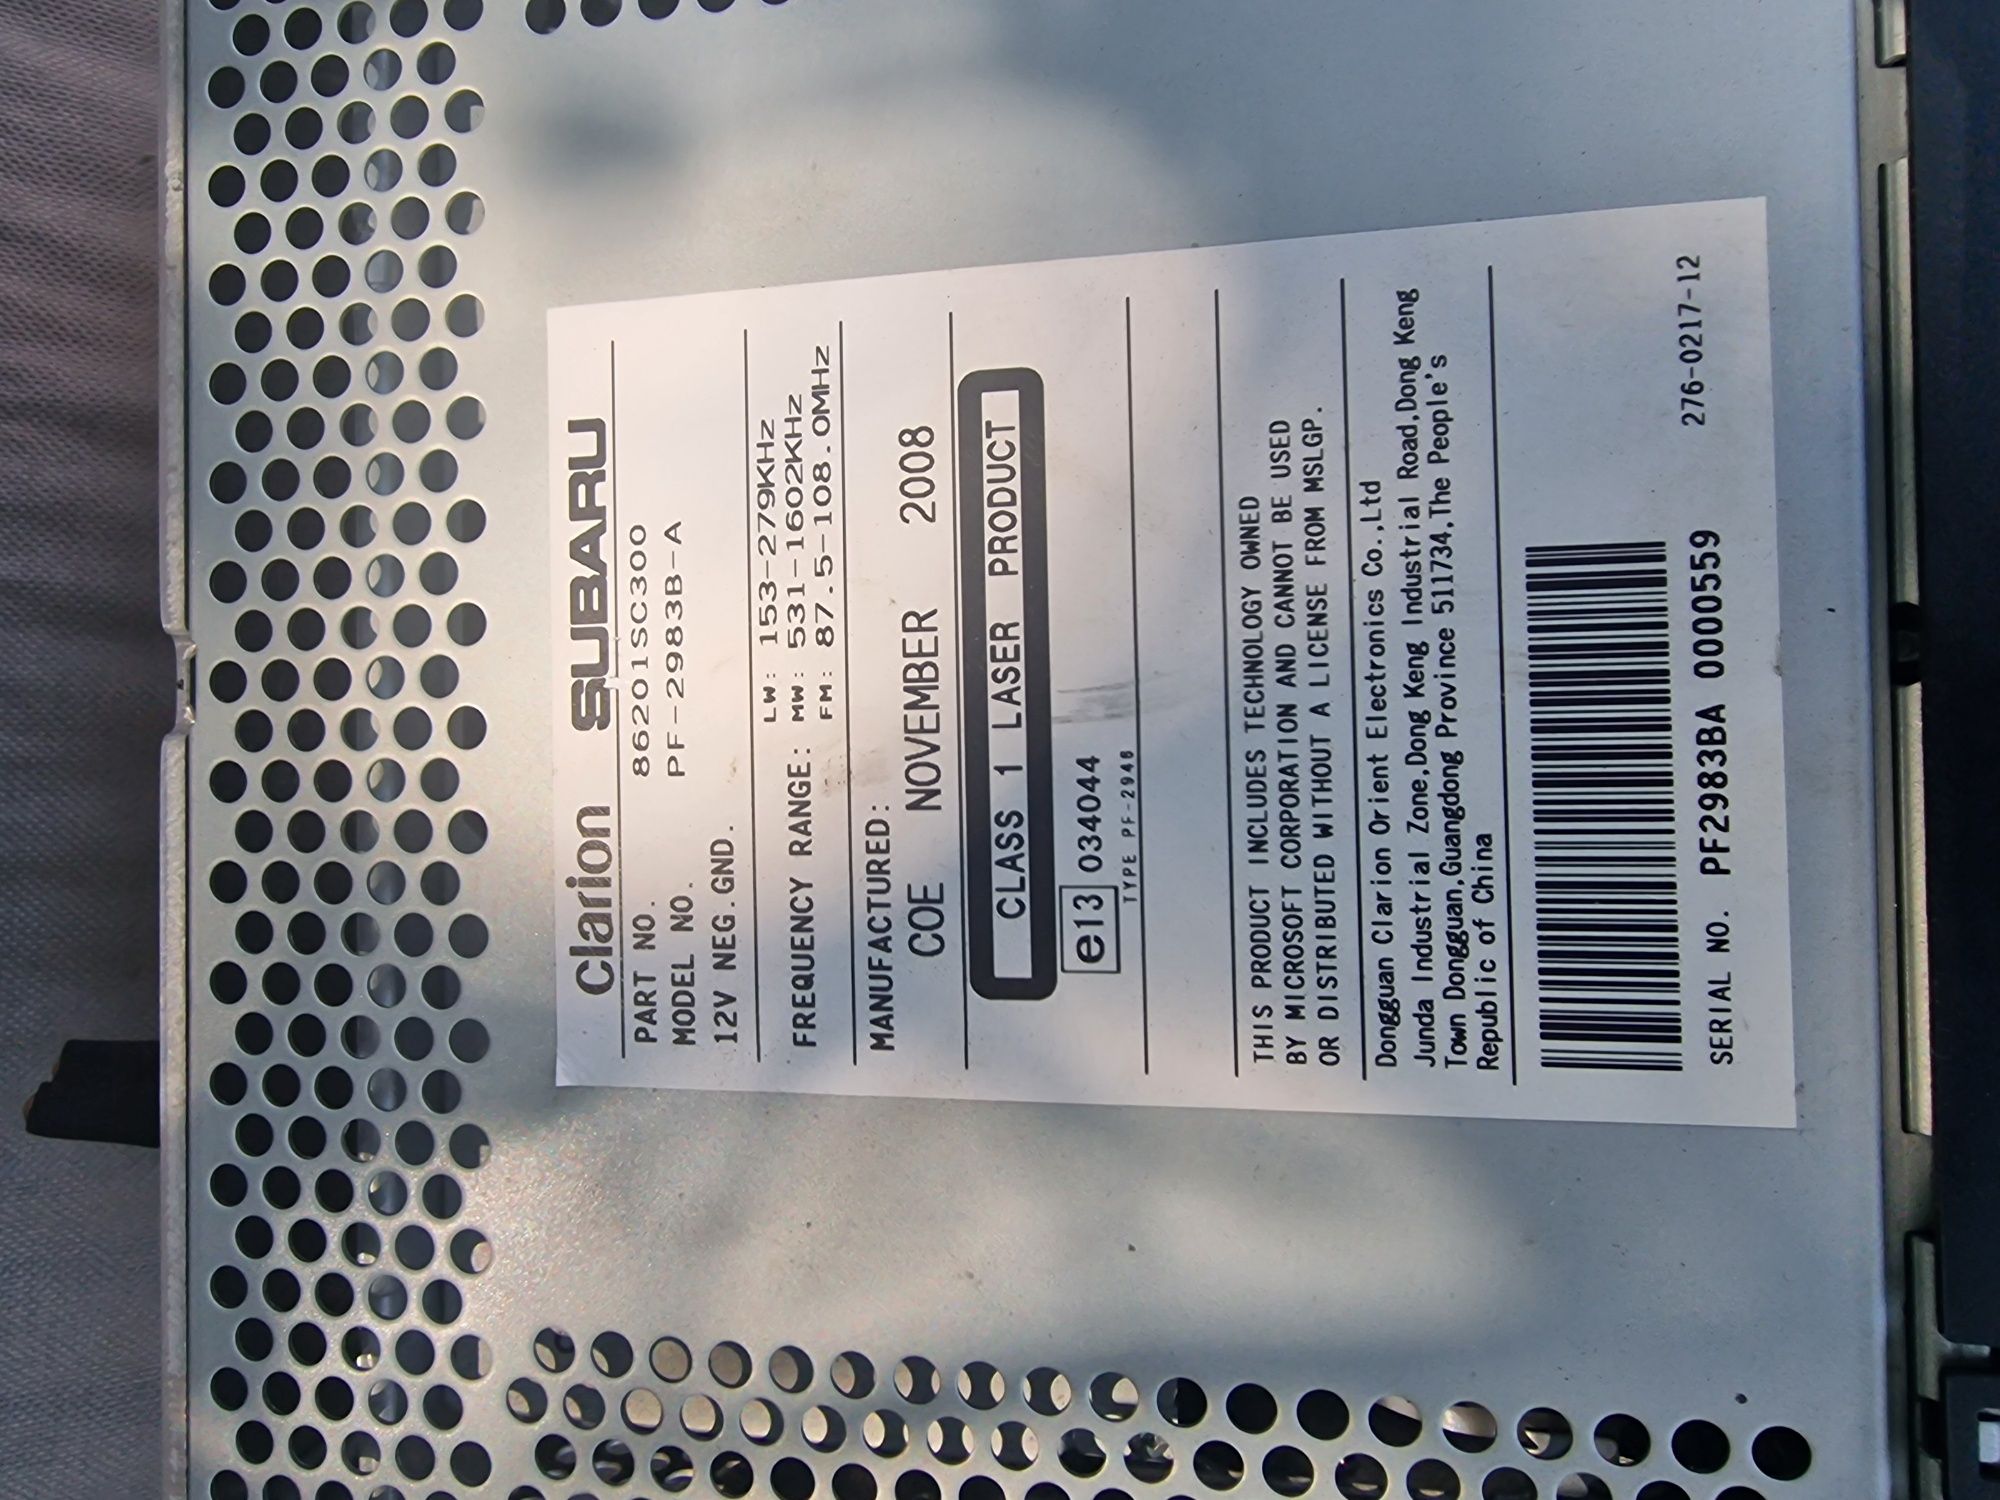 Clarion SUBARU
PART NO. 86201SC300
MODEL NO. PF-2983B-A
12V NEG.GND.
LW: 153-279KHz
FREQUENCY RANGE: MW: 531-1602KHz
FM: 87.5-108.0MHz
MANUFACTURED:
COE NOVEMBER 2008
CLASS 1 LASER PRODUCT
e13 034044
TYPE PF-2946
THIS PRODUCT INCLUDES TECHNOLOGY OWNED
BY MICROSOFT CORPORATION AND CANNOT BE USED
OR DISTRIBUTED WITHOUT A LICENSE FROM MSLGP.
Dongguan Clarion Orient Electronics Co.,Ltd
Junda Industrial Zone,Dong Keng Industrial Road,Dong Keng
Town Dongguan,Guangdong Province 511734,The People's
Republic of China
276-0217-12
SERIAL NO. PF2983BA 0000559